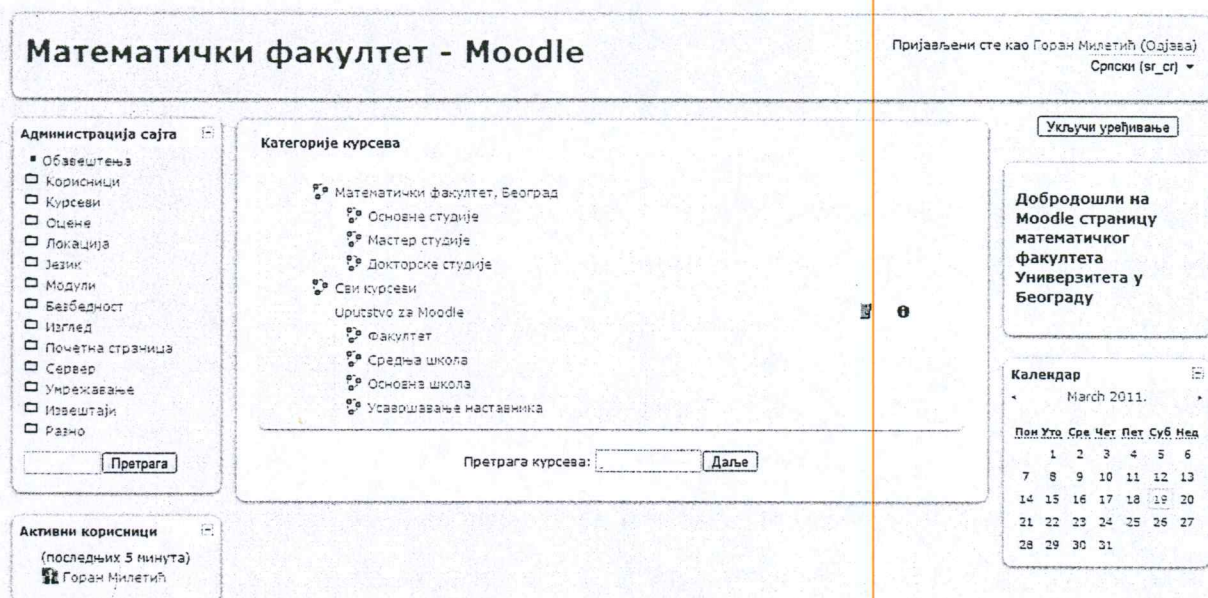 Математички факултет - Moodle
Пријављени сте као Горан Милетић (Одјава)
Српски (sr_cr)
Администрација сајта
Обавештења
Корисници
Курсеви
Оцене
Локација
Језик
Модули
Безбедност
Изглед
Почетна страница
Сервер
Умрежавање
Извештаји
Разно
Претрага
Активни корисници
(последњих 5 минута)
Горан Милетић
Категорије курсева
Математички факултет, Београд
Основне студије
Мастер студије
Докторске студије
Сви курсеви
Uputstvo za Moodle
Факултет
Средња школа
Основна школа
Усавршавање наставника
Претрага курсева: Даље
Укључи уређивање
Добродошли на
Moodle страницу
математичког
факултета
Универзитета у
Београду
Календар
March 2011.
Пон Уто Сре Чет Пет Суб Нед
1 2 3 4 5 6
7 8 9 10 11 12 13
14 15 16 17 18 19 20
21 22 23 24 25 26 27
28 29 30 31